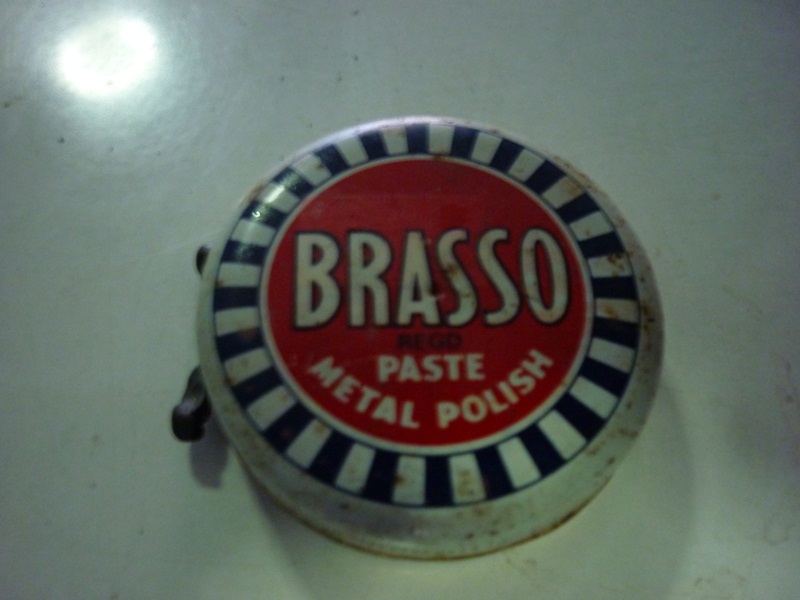 BRASSO
REGD
PASTE
METAL POLISH